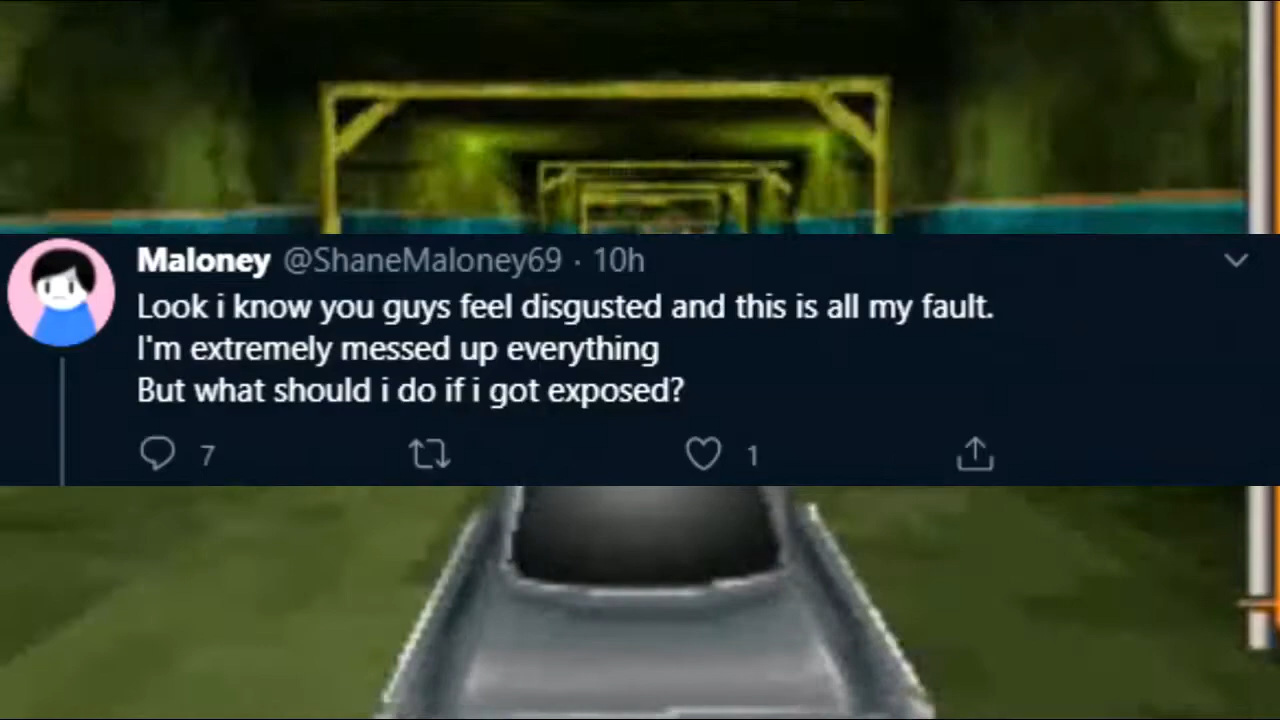 Maloney @ShaneMaloney69 · 10h
Look i know you guys feel disgusted and this is all my fault.
I'm extremely messed up everything
But what should i do if i got exposed?
7 1